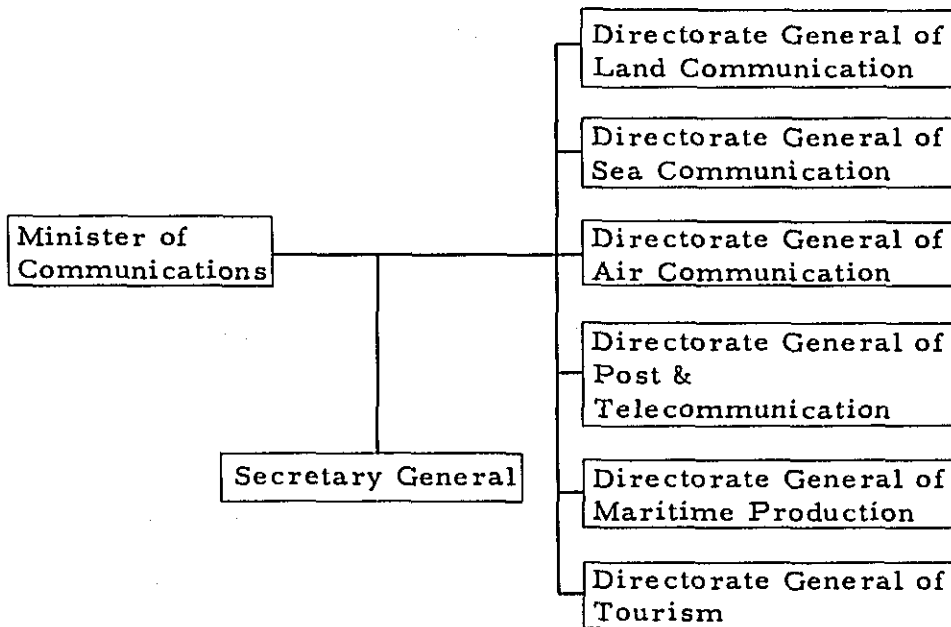 Directorate General of
Land Communication
Directorate General of
Sea Communication
Minister of
Communications
Directorate General of
Air Communication
Directorate General of
Post &
Telecommunication
Secretary General
Directorate General of
Maritime Production
Directorate General of
Tourism